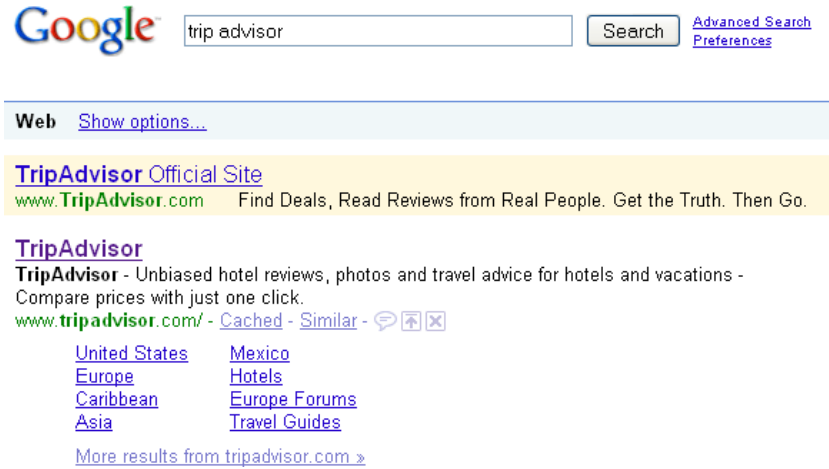 Google trip advisor Search Advanced Search
Preferences
Web Show options...
TripAdvisor Official Site
www.TripAdvisor.com Find Deals, Read Reviews from Real People. Get the Truth. Then Go.
TripAdvisor
TripAdvisor - Unbiased hotel reviews, photos and travel advice for hotels and vacations -
Compare prices with just one click.
www.tripadvisor.com/ - Cached - Similar -
United States Mexico
Europe Hotels
Caribbean Europe Forums
Asia Travel Guides
More results from tripadvisor.com »